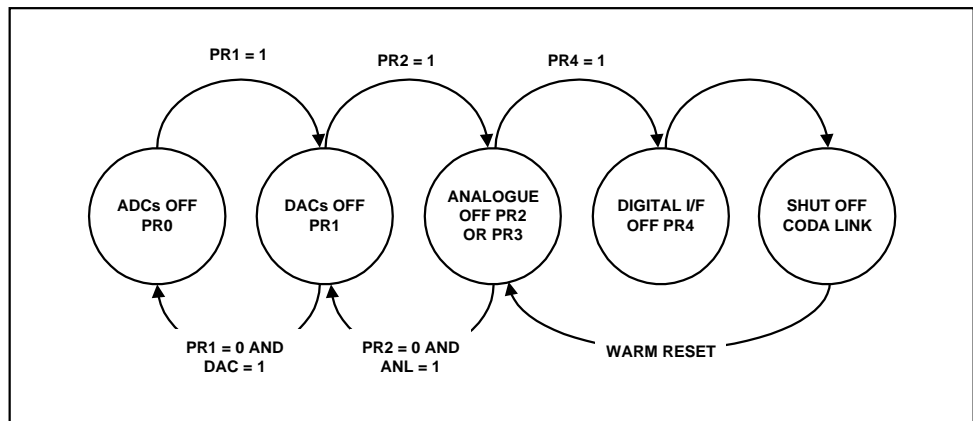 PR1 = 1
PR2 = 1
PR4 = 1
ADCs OFF
PR0
DACs OFF
PR1
ANALOGUE
OFF PR2
OR PR3
DIGITAL I/F
OFF PR4
SHUT OFF
CODA LINK
PR1 = 0 AND
DAC = 1
PR2 = 0 AND
ANL = 1
WARM RESET